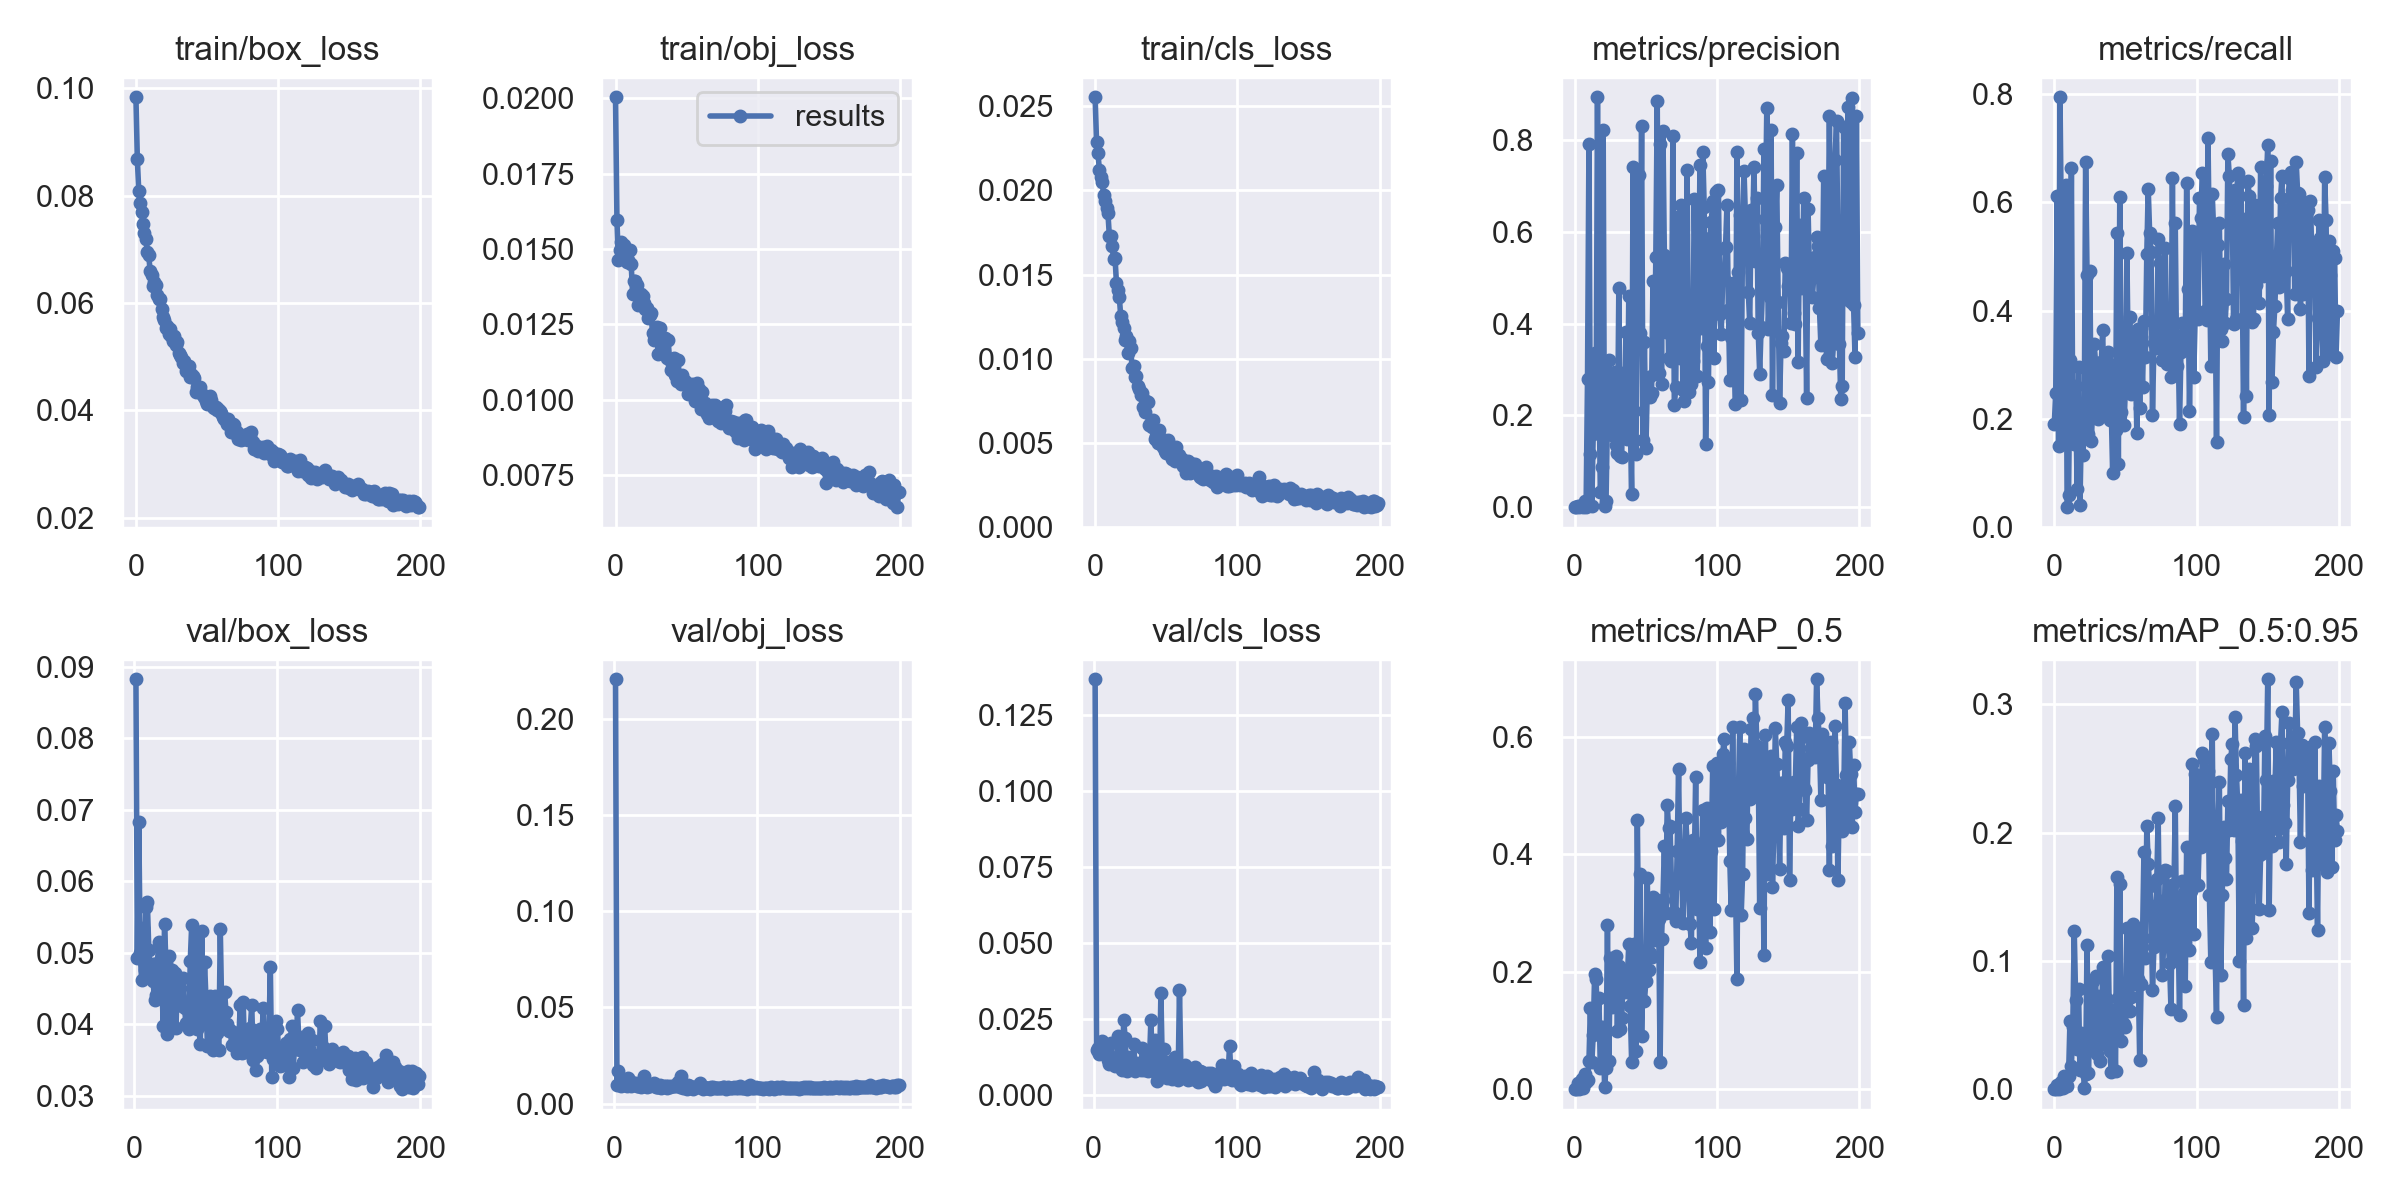 train/box_loss
0.10
0.08
0.06
0.04
0.02
0 100 200
train/obj_loss
results
0.0200
0.0175
0.0150
0.0125
0.0100
0.0075
0 100 200
train/cls_loss
0.025
0.020
0.015
0.010
0.005
0.000
0 100 200
metrics/precision
0.8
0.6
0.4
0.2
0.0
0 100 200
metrics/recall
0.8
0.6
0.4
0.2
0.0
0 100 200
val/box_loss
0.09
0.08
0.07
0.06
0.05
0.04
0.03
0 100 200
val/obj_loss
0.20
0.15
0.10
0.05
0.00
0 100 200
val/cls_loss
0.125
0.100
0.075
0.050
0.025
0.000
0 100 200
metrics/mAP_0.5
0.6
0.4
0.2
0.0
0 100 200
metrics/mAP_0.5:0.95
0.3
0.2
0.1
0.0
0 100 200